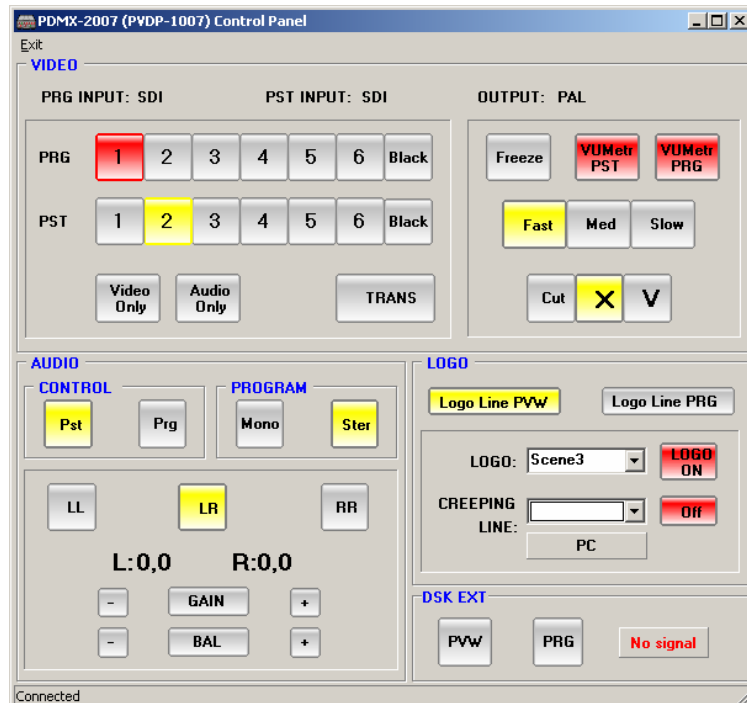 PDMX-2007 (PVDP-1007) Control Panel
Exit
VIDEO
PRG INPUT: SDI PST INPUT: SDI OUTPUT: PAL
PRG 1 2 3 4 5 6 Black
Freeze VUMetr PST VUMetr PRG
PST 1 2 3 4 5 6 Black
Fast Med Slow
Video Only Audio Only TRANS
Cut X V
AUDIO
CONTROL PROGRAM
Pst Prg Mono Ster
LL LR RR
L:0,0 R:0,0
- GAIN +
- BAL +
LOGO
Logo Line PVW Logo Line PRG
LOGO: Scene3 LOGO ON
CREEPING LINE: Off
PC
DSK EXT
PVW PRG No signal
Connected